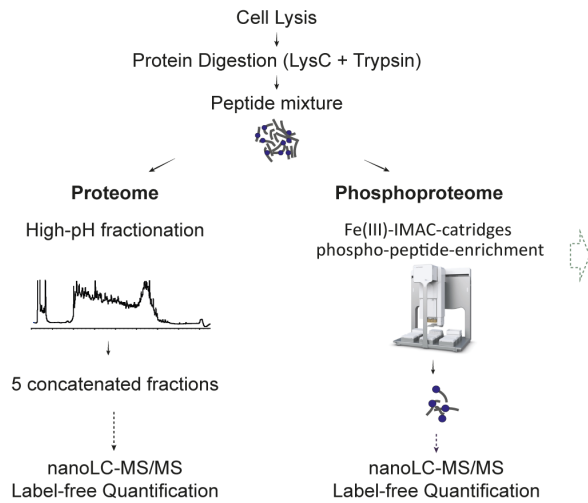 Cell Lysis
Protein Digestion (LysC + Trypsin)
Peptide mixture
Proteome
High-pH fractionation
5 concatenated fractions
nanoLC-MS/MS
Label-free Quantification
Phosphoproteome
Fe(III)-IMAC-catridges
phospho-peptide-enrichment
nanoLC-MS/MS
Label-free Quantification